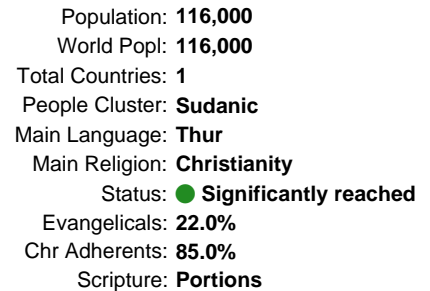 Population: 116,000
World Popl: 116,000
Total Countries: 1
People Cluster: Sudanic
Main Language: Thur
Main Religion: Christianity
Status: Significantly reached
Evangelicals: 22.0%
Chr Adherents: 85.0%
Scripture: Portions